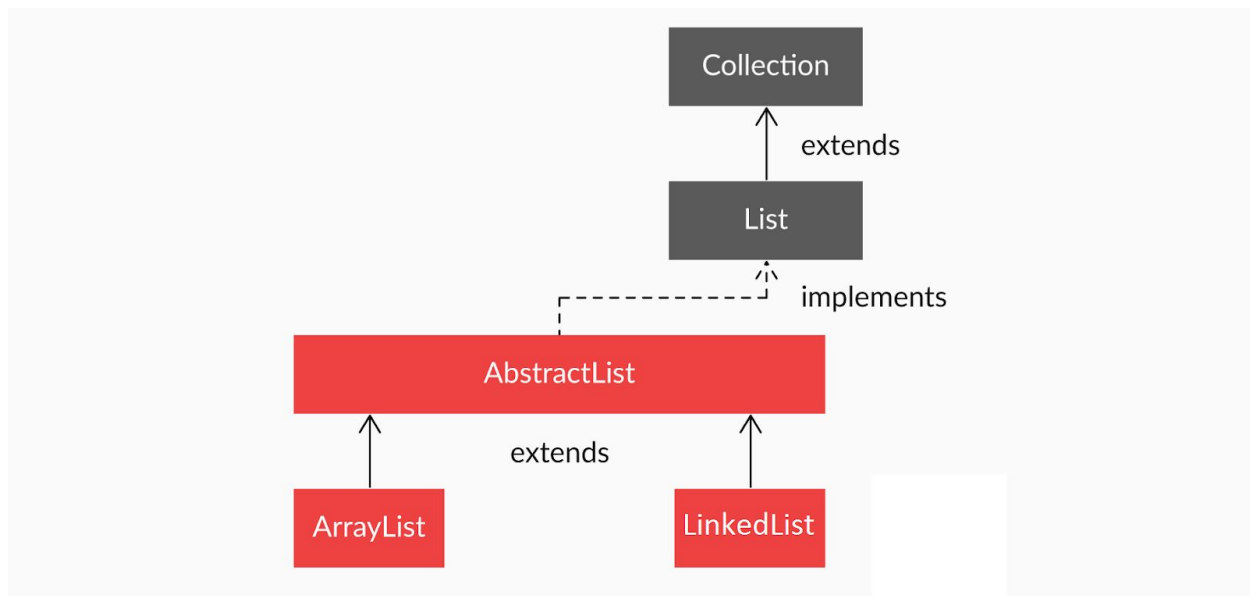 Collection
extends
List
implements
AbstractList
extends
ArrayList
LinkedList